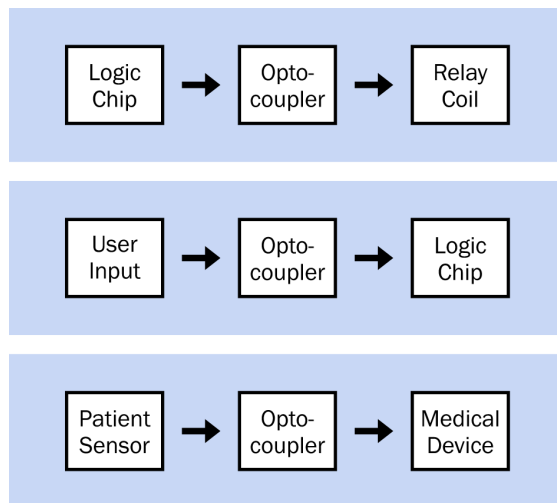 Logic
Chip
Opto-
coupler
Relay
Coil
User
Input
Opto-
coupler
Logic
Chip
Patient
Sensor
Opto-
coupler
Medical
Device